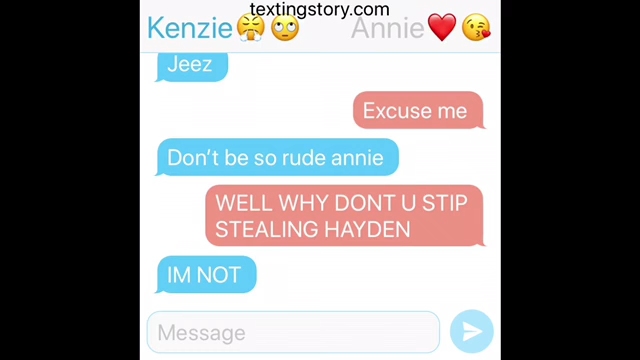 textingstory.com
Kenzie😤🙄 Annie❤️😘
Jeez
Excuse me
Don't be so rude annie
WELL WHY DONT U STIP
STEALING HAYDEN
IM NOT
Message